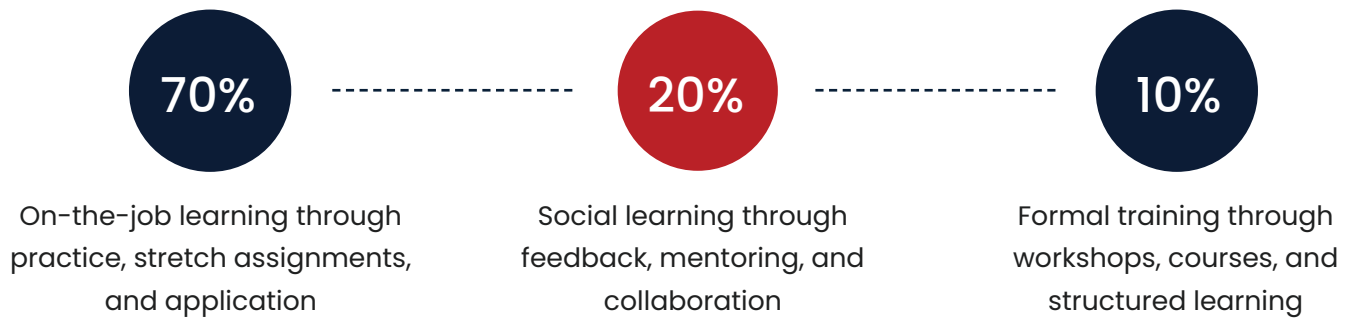 70%
On-the-job learning through
practice, stretch assignments,
and application
20%
Social learning through
feedback, mentoring, and
collaboration
10%
Formal training through
workshops, courses, and
structured learning